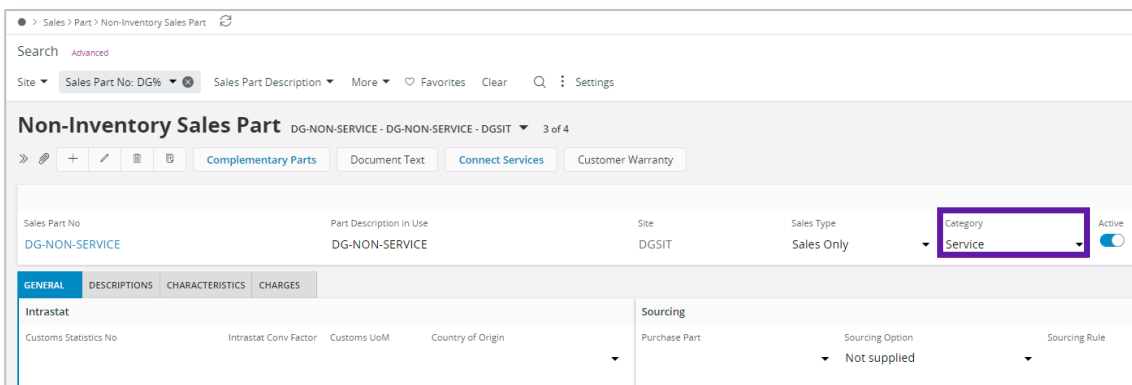 Sales > Part > Non-Inventory Sales Part
Search Advanced
Site Sales Part No: DG% Sales Part Description More Favorites Clear Settings
Non-Inventory Sales Part DG-NON-SERVICE - DG-NON-SERVICE - DGSIT 3 of 4
Complementary Parts Document Text Connect Services Customer Warranty
Sales Part No Part Description in Use Site Sales Type Category Active
DG-NON-SERVICE DG-NON-SERVICE DGSIT Sales Only Service
GENERAL DESCRIPTIONS CHARACTERISTICS CHARGES
Intrastat Sourcing
Customs Statistics No Intrastat Conv Factor Customs UoM Country of Origin Purchase Part Sourcing Option Sourcing Rule
Not supplied